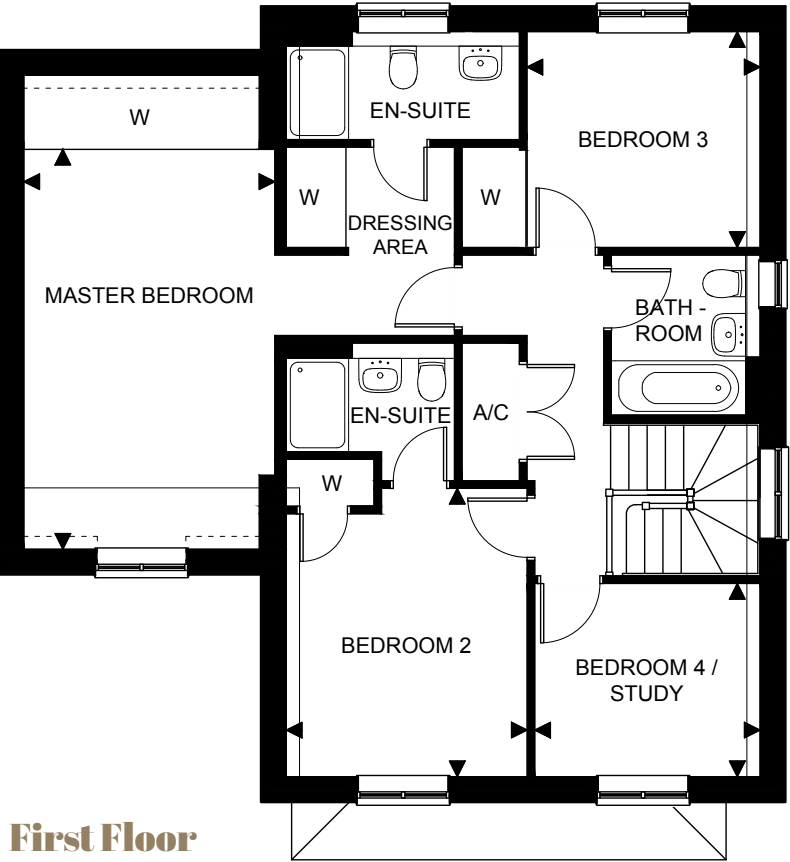 EN-SUITE
W
BEDROOM 3
W
W
DRESSING
AREA
MASTER BEDROOM
BATH -
ROOM
EN-SUITE
A/C
W
BEDROOM 2
BEDROOM 4 /
STUDY
First Floor